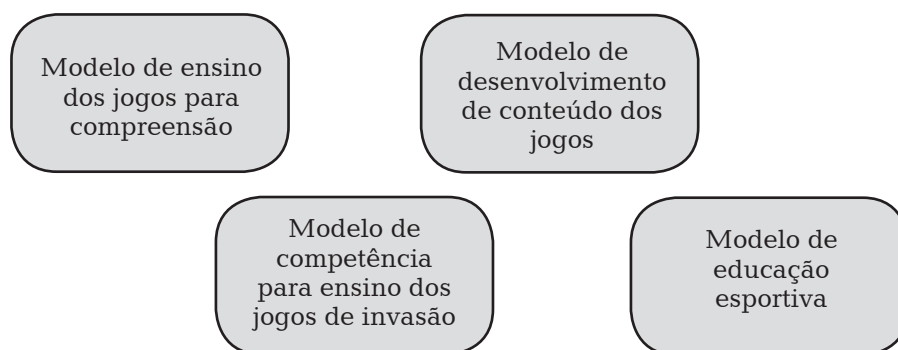 Modelo de ensino
dos jogos para
compreensão
Modelo de
desenvolvimento
de conteúdo dos
jogos
Modelo de
competência
para ensino dos
jogos de invasão
Modelo de
educação
esportiva